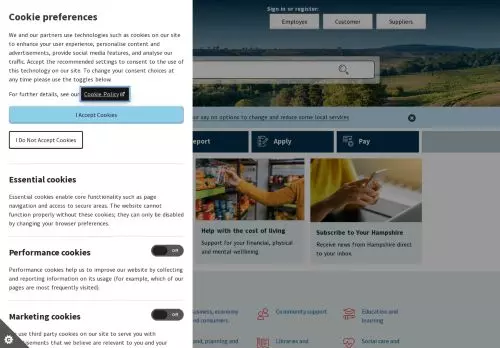 Cookie preferences
We and our partners use technologies such as cookies on our site
to enhance your user experience, personalise content and
advertisements, provide social media features, and analyse our
traffic. Accept the recommended settings to consent to the use of
this technology on our site. To change your consent choices at
any time please use the toggles below.
For further details, see our Cookie Policy
I Accept Cookies
I Do Not Accept Cookies
Essential cookies
Essential cookies enable core functionality such as page
navigation and access to secure areas. The website cannot
function properly without these cookies; they can only be disabled
by changing your browser preferences.
Performance cookies
Off
Performance cookies help us to improve our website by collecting
and reporting information on its usage (for example, which of our
pages are most frequently visited).
Marketing cookies
Off
use third party cookies on our site to serve you with
that we believe are relevant to you and your
Sign in or register:
Employee
Customer
Suppliers
say on options to change and reduce some local services
Apply
Pay
Help with the cost of living
Support for your financial, physical
and mental wellbeing.
Subscribe to Your Hampshire
Receive news from Hampshire direct
to your inbox.
economy
consumers.
Community support
Education and
learning
planning and
Libraries and
Social care and